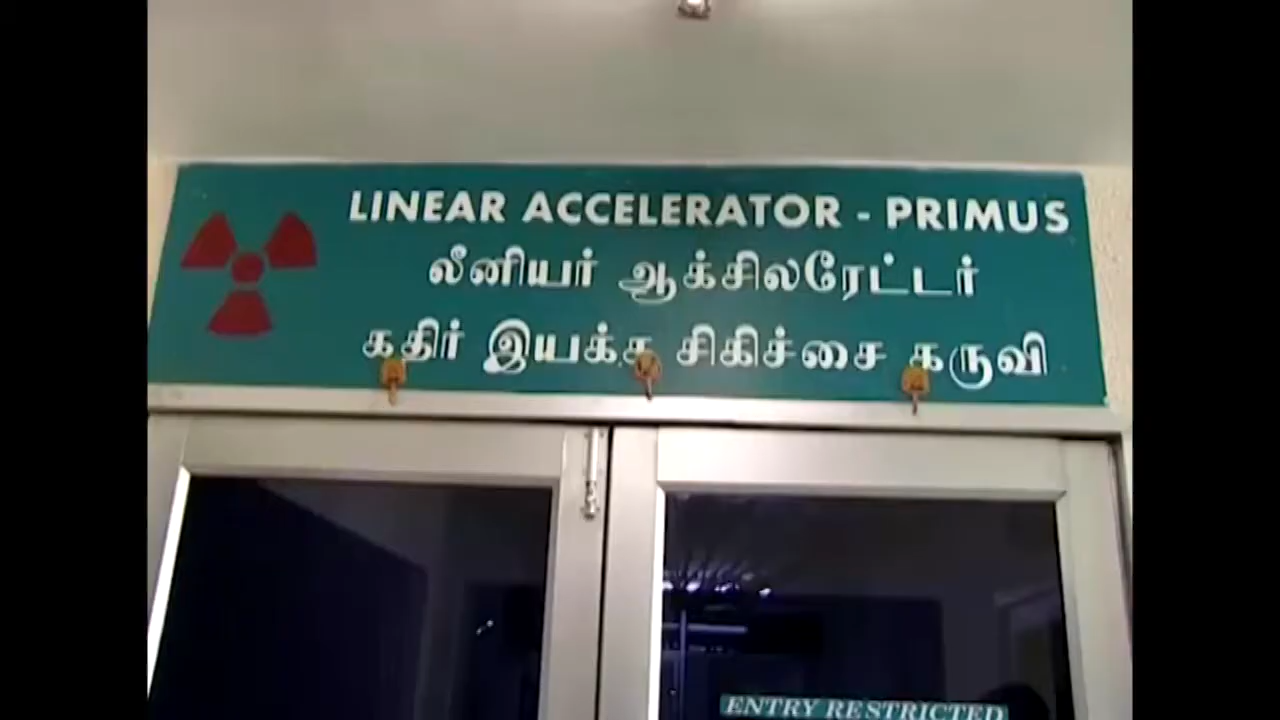 LINEAR ACCELERATOR - PRIMUS
லீனியர் ஆக்சிலரேட்டர்
கதிர் இயக்க சிகிச்சை கருவி
ENTRY RESTRICTED